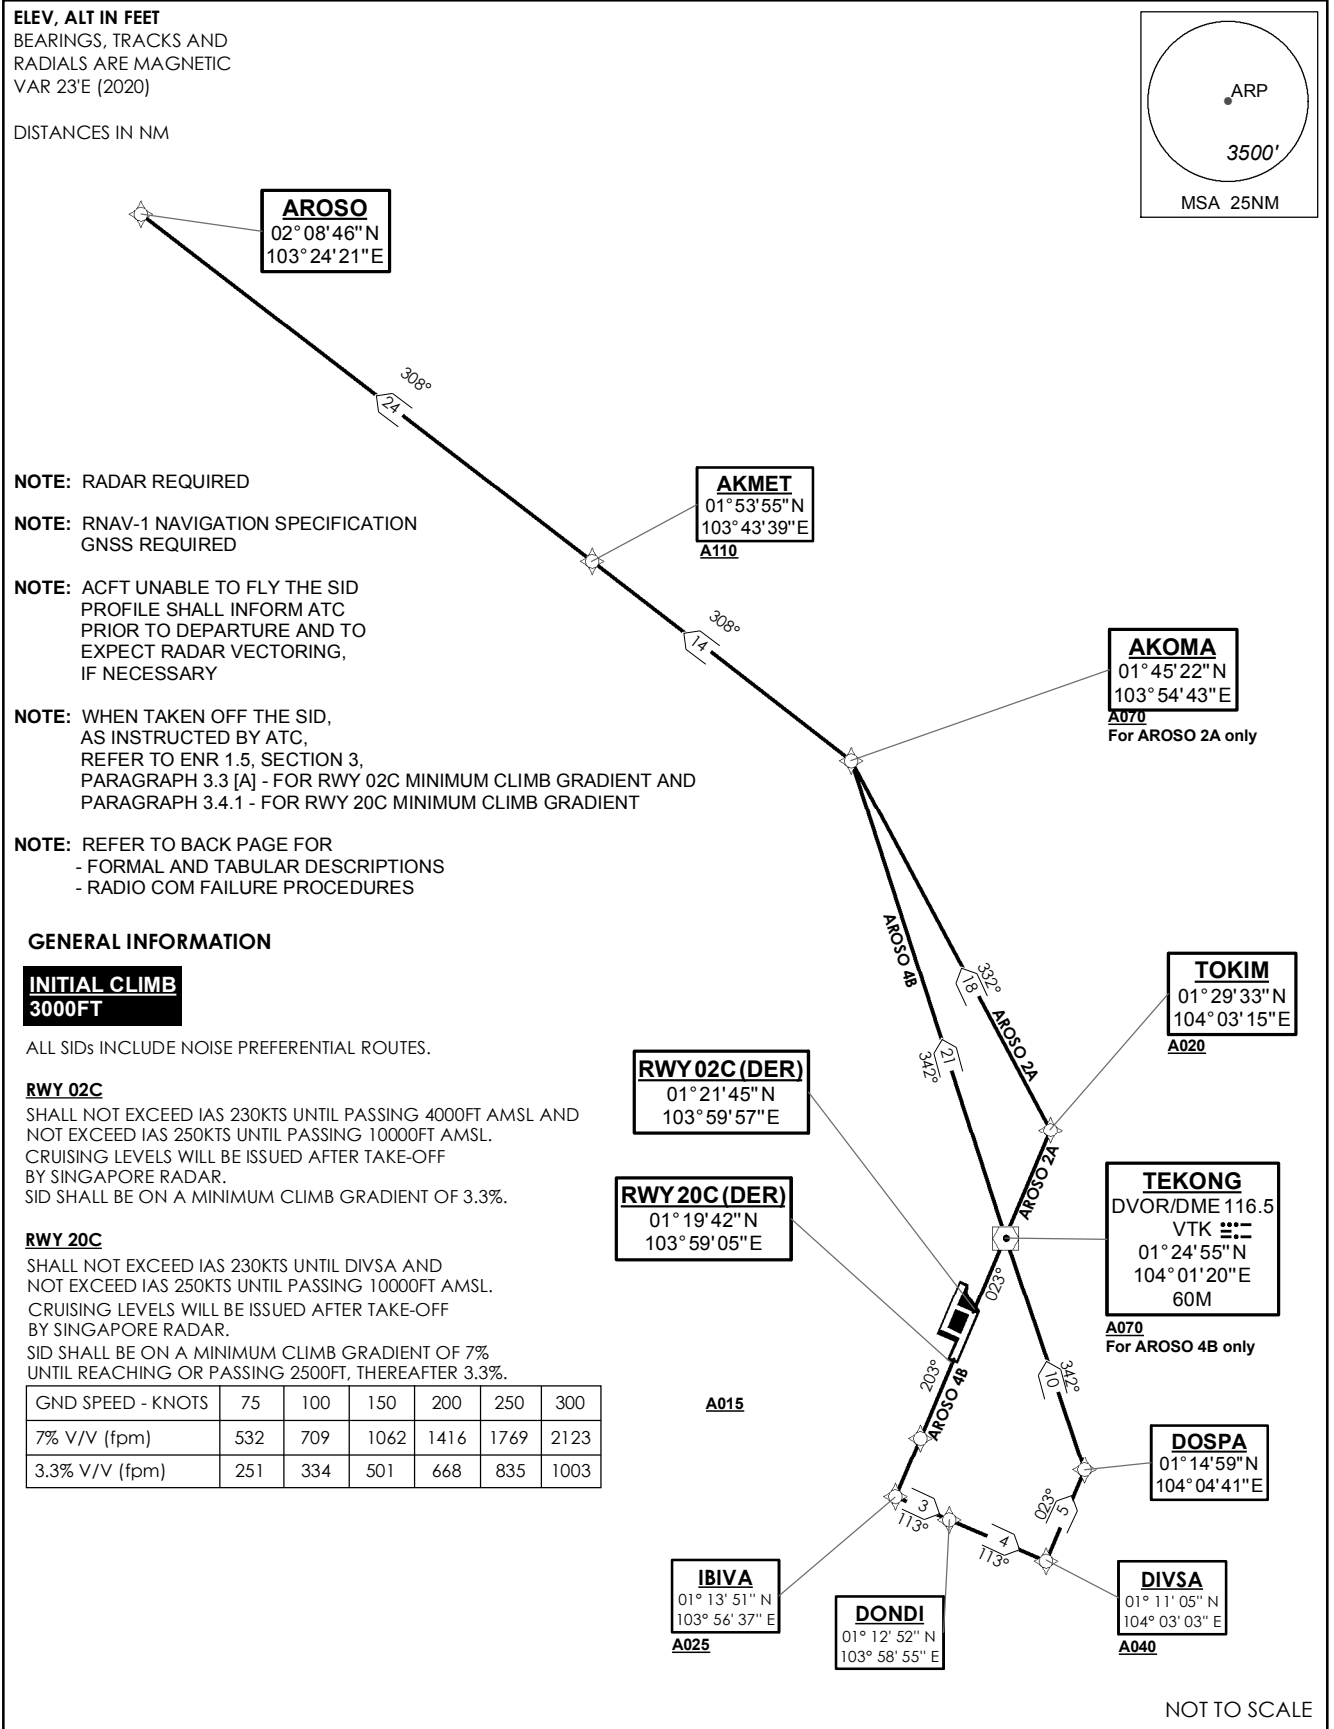 ELEV, ALT IN FEET
BEARINGS, TRACKS AND
RADIALS ARE MAGNETIC
VAR 23'E (2020)
DISTANCES IN NM
ARP
3500'
MSA 25NM
AROSO
02°08'46"N
103°24'21"E
308°
24
NOTE: RADAR REQUIRED
NOTE: RNAV-1 NAVIGATION SPECIFICATION
GNSS REQUIRED
NOTE: ACFT UNABLE TO FLY THE SID
PROFILE SHALL INFORM ATC
PRIOR TO DEPARTURE AND TO
EXPECT RADAR VECTORING,
IF NECESSARY
NOTE: WHEN TAKEN OFF THE SID,
AS INSTRUCTED BY ATC,
REFER TO ENR 1.5, SECTION 3,
PARAGRAPH 3.3 [A] - FOR RWY 02C MINIMUM CLIMB GRADIENT AND
PARAGRAPH 3.4.1 - FOR RWY 20C MINIMUM CLIMB GRADIENT
NOTE: REFER TO BACK PAGE FOR
- FORMAL AND TABULAR DESCRIPTIONS
- RADIO COM FAILURE PROCEDURES
AKMET
01°53'55"N
103°43'39"E
A110
308°
14
AKOMA
01°45'22"N
103°54'43"E
A070
For AROSO 2A only
GENERAL INFORMATION
INITIAL CLIMB
3000FT
ALL SIDs INCLUDE NOISE PREFERENTIAL ROUTES.
RWY 02C
SHALL NOT EXCEED IAS 230KTS UNTIL PASSING 4000FT AMSL AND
NOT EXCEED IAS 250KTS UNTIL PASSING 10000FT AMSL.
CRUISING LEVELS WILL BE ISSUED AFTER TAKE-OFF
BY SINGAPORE RADAR.
SID SHALL BE ON A MINIMUM CLIMB GRADIENT OF 3.3%.
RWY 20C
SHALL NOT EXCEED IAS 230KTS UNTIL DIVSA AND
NOT EXCEED IAS 250KTS UNTIL PASSING 10000FT AMSL.
CRUISING LEVELS WILL BE ISSUED AFTER TAKE-OFF
BY SINGAPORE RADAR.
SID SHALL BE ON A MINIMUM CLIMB GRADIENT OF 7%
UNTIL REACHING OR PASSING 2500FT, THEREAFTER 3.3%.
GND SPEED - KNOTS 75 100 150 200 250 300
7% V/V (fpm) 532 709 1062 1416 1769 2123
3.3% V/V (fpm) 251 334 501 668 835 1003
AROSO 4B
332°
18
AROSO 2A
342°
21
TOKIM
01°29'33"N
104°03'15"E
A020
RWY 02C (DER)
01°21'45"N
103°59'57"E
RWY 20C (DER)
01°19'42"N
103°59'05"E
AROSO 2A
023°
TEKONG
DVOR/DME 116.5
VTK
01°24'55"N
104°01'20"E
60M
A070
For AROSO 4B only
203°
AROSO 4B
A015
342°
10
DOSPA
01°14'59"N
104°04'41"E
023°
5
3
113°
4
113°
IBIVA
01° 13' 51" N
103° 56' 37" E
A025
DONDI
01° 12' 52" N
103° 58' 55" E
DIVSA
01° 11' 05" N
104° 03' 03" E
A040
NOT TO SCALE